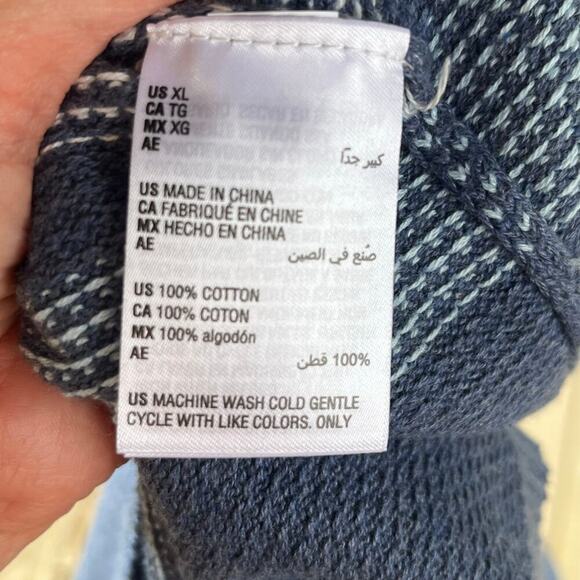 US XL
CA TG
MX XG
AE كبير جدًا
US MADE IN CHINA
CA FABRIQUÉ EN CHINE
MX HECHO EN CHINA
AE صُنع في الصين
US 100% COTTON
CA 100% COTON
MX 100% algodón
AE 100% قطن
US MACHINE WASH COLD GENTLE
CYCLE WITH LIKE COLORS. ONLY